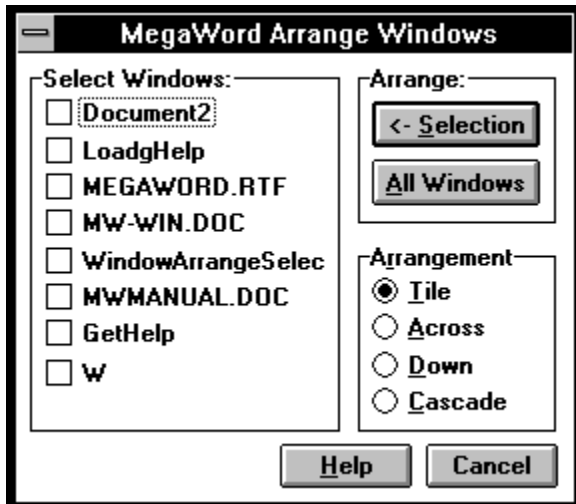 MegaWord Arrange Windows
Select Windows:
Document2
LoadgHelp
MEGAWORD.RTF
MW-WIN.DOC
WindowArrangeSelec
MWMANUAL.DOC
GetHelp
W
Arrange:
<- Selection
All Windows
Arrangement
Tile
Across
Down
Cascade
Help
Cancel